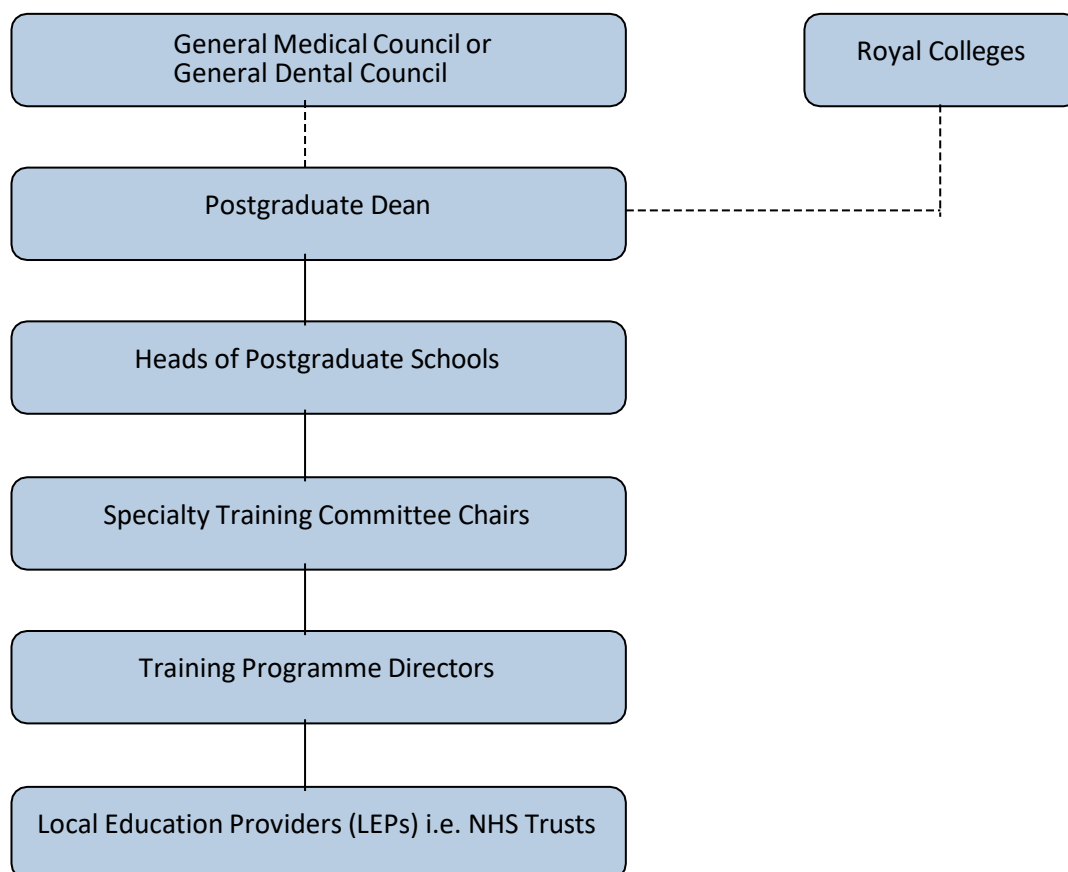 General Medical Council or
General Dental Council
Royal Colleges
Postgraduate Dean
Heads of Postgraduate Schools
Specialty Training Committee Chairs
Training Programme Directors
Local Education Providers (LEPs) i.e. NHS Trusts